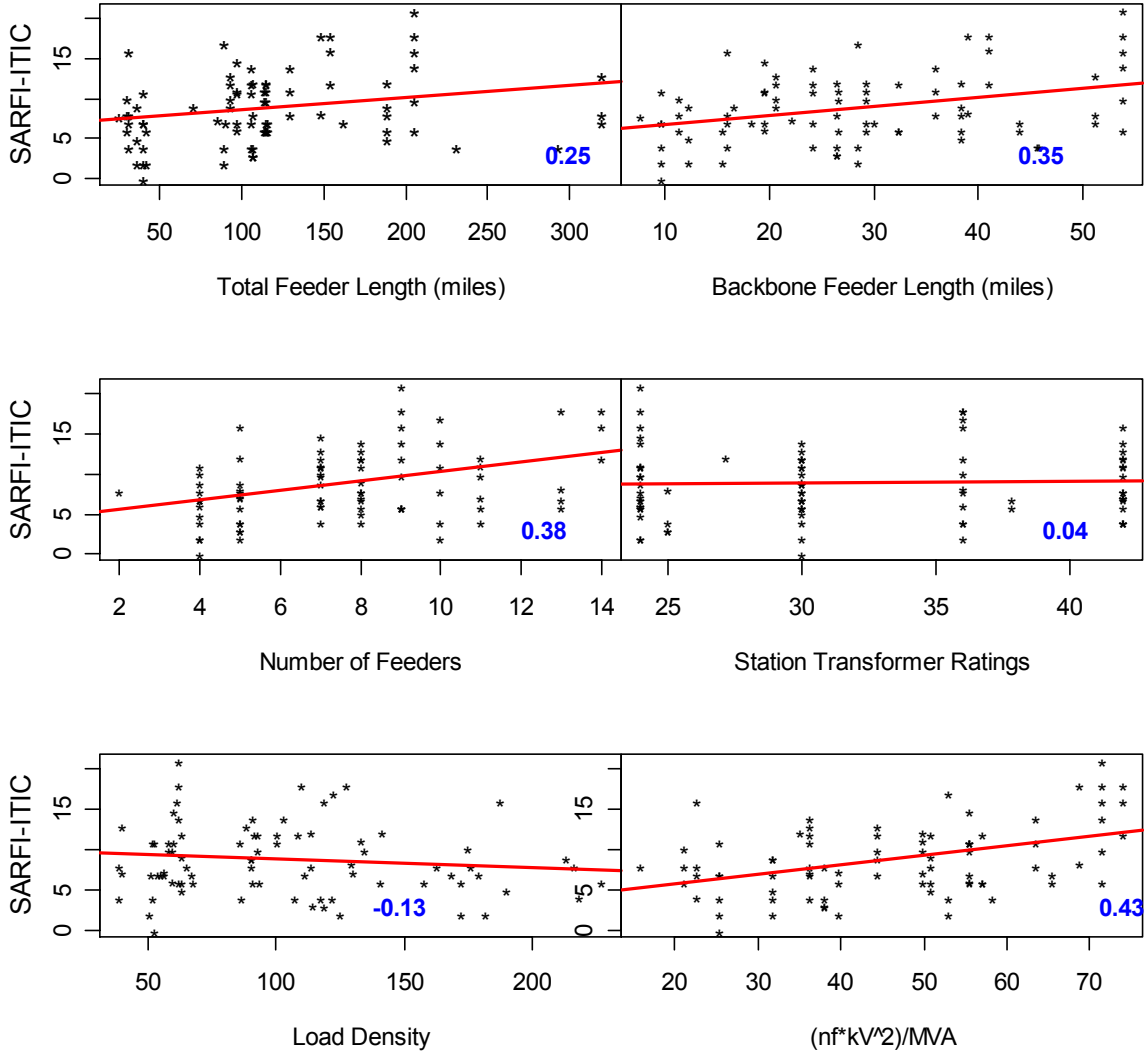 SARFI-ITIC
15
5
0
0.25
0.35
50 100 150 200 250 300
10 20 30 40 50
Total Feeder Length (miles)
Backbone Feeder Length (miles)
SARFI-ITIC
15
5
0
0.38
0.04
2 4 6 8 10 12 14
25 30 35 40
Number of Feeders
Station Transformer Ratings
SARFI-ITIC
15
5
0
-0.13
15
5
0
0.43
50 100 150 200
20 30 40 50 60 70
Load Density
(nf*kV^2)/MVA